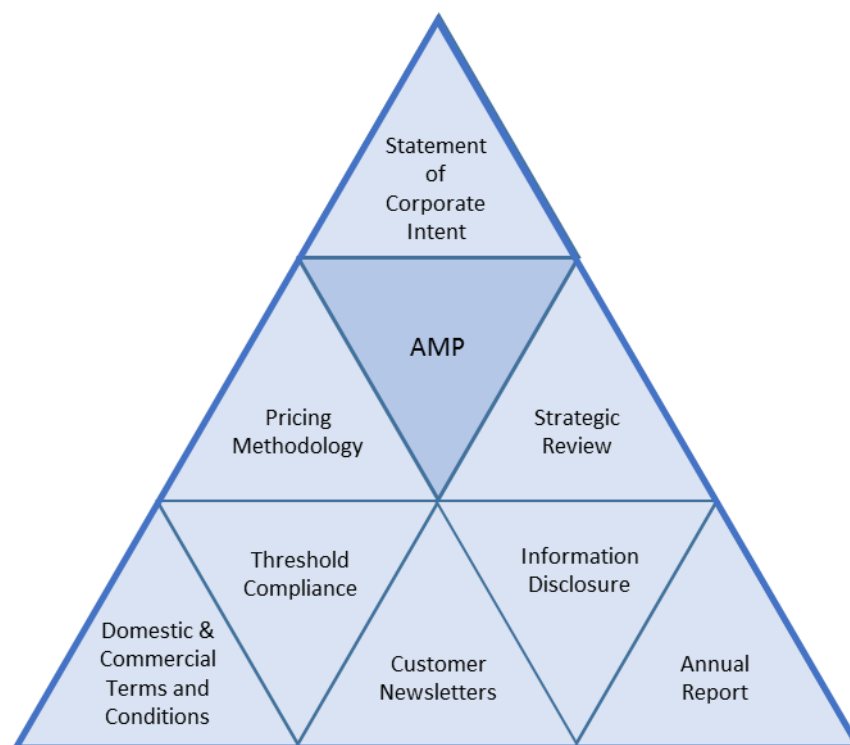 Statement
of
Corporate
Intent
AMP
Pricing
Methodology
Strategic
Review
Threshold
Compliance
Information
Disclosure
Domestic &
Commercial
Terms and
Conditions
Customer
Newsletters
Annual
Report